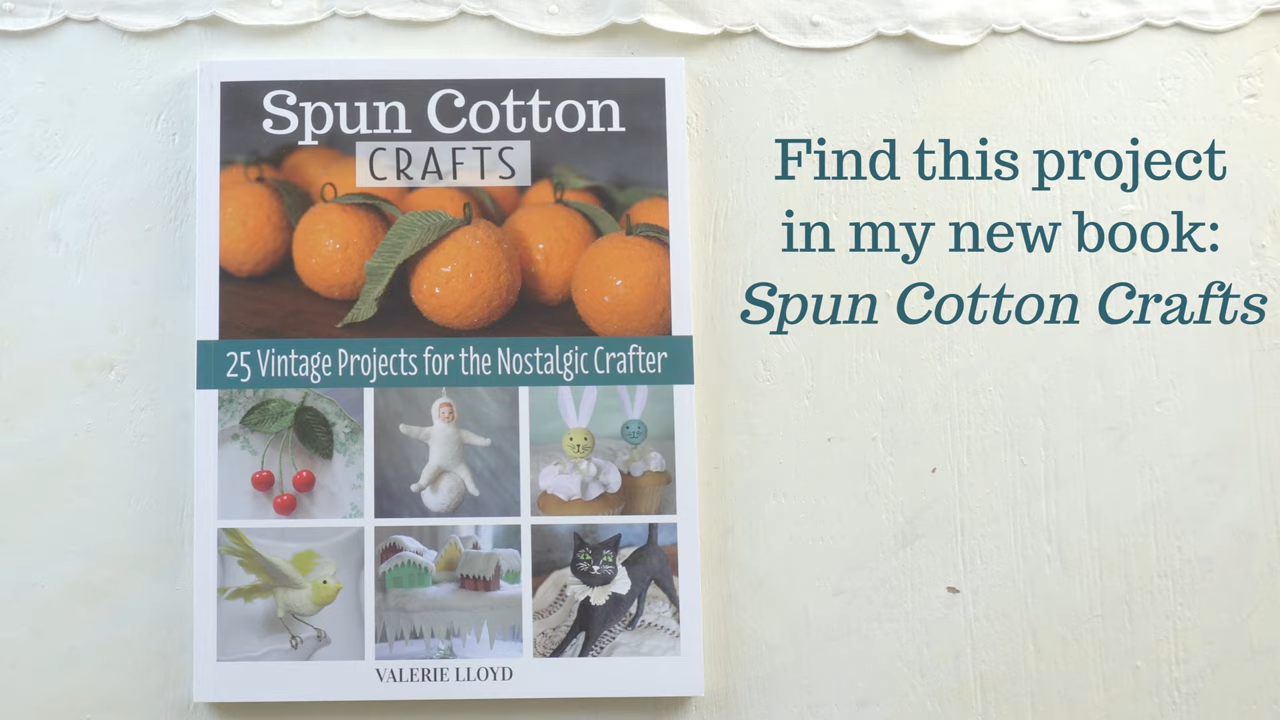 Spun Cotton
CRAFTS
25 Vintage Projects for the Nostalgic Crafter
VALERIE LLOYD
Find this project
in my new book:
Spun Cotton Crafts